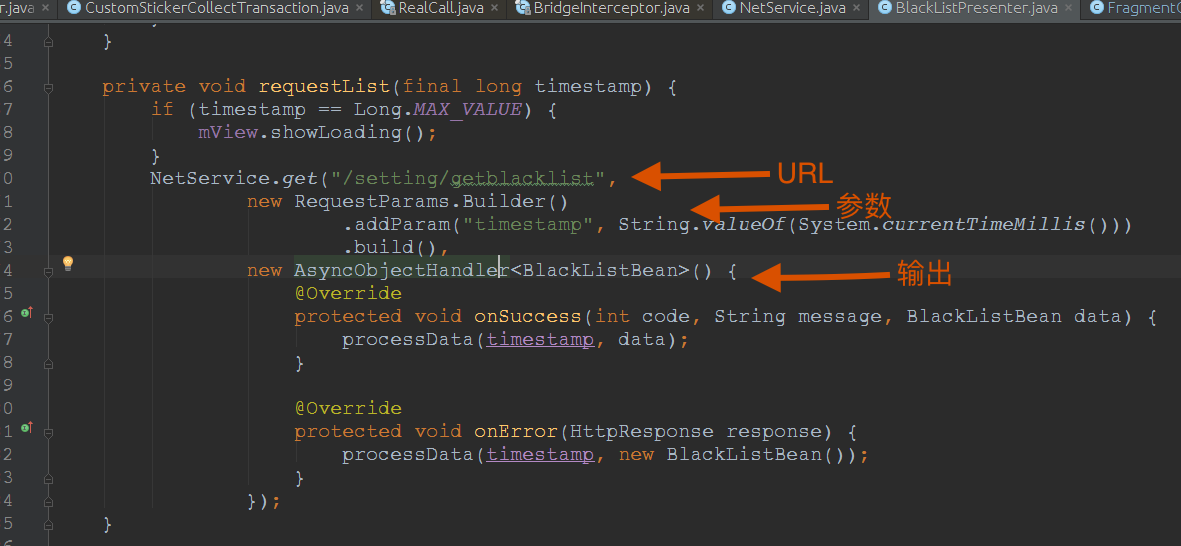 r.java CustomStickerCollectTransaction.java RealCall.java BridgeInterceptor.java NetService.java BlackListPresenter.java FragmentC
4 }
5
6 private void requestList(final long timestamp) {
7 if (timestamp == Long.MAX_VALUE) {
8 mView.showLoading();
9 }
0 NetService.get("/setting/getblacklist", URL
1 new RequestParams.Builder() 参数
2 .addParam("timestamp", String.valueOf(System.currentTimeMillis()))
3 .build(),
4 new AsyncObjectHandler<BlackListBean>() { 输出
5 @Override
6 protected void onSuccess(int code, String message, BlackListBean data) {
7 processData(timestamp, data);
8 }
9
0 @Override
1 protected void onError(HttpResponse response) {
2 processData(timestamp, new BlackListBean());
3 }
4 });
5 }